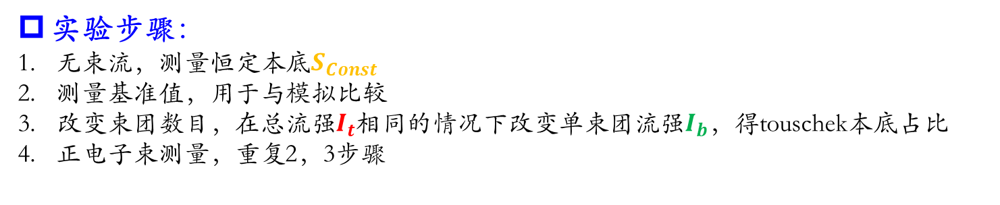 实验步骤：
1. 无束流，测量恒定本底S_Const
2. 测量基准值，用于与模拟比较
3. 改变束团数目，在总流强I_t相同的情况下改变单束团流强I_b，得touschek本底占比
4. 正电子束测量，重复2，3步骤